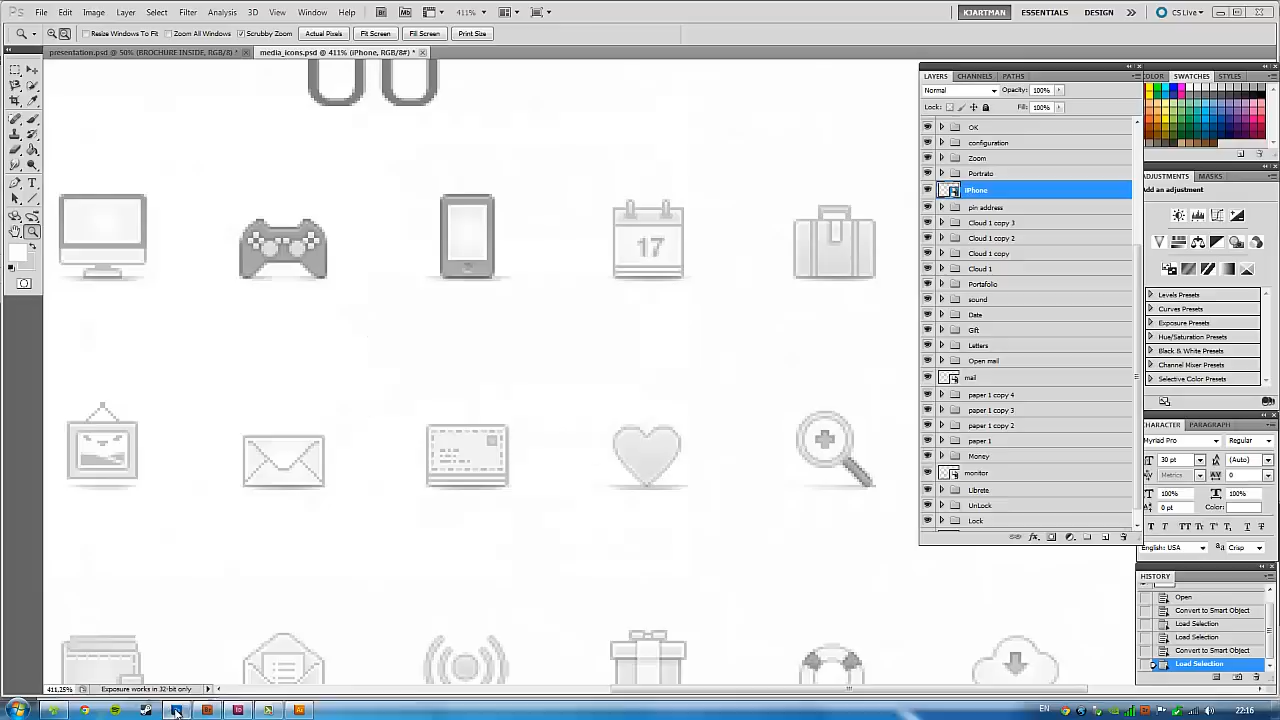 PS File Edit Image Layer Select Filter Analysis 3D View Window Help Br Mb 411% KJARTMAN ESSENTIALS DESIGN CS Live
Resize Windows To Fit Zoom All Windows Scrubby Zoom Actual Pixels Fit Screen Fill Screen Print Size
presentation.psd @ 50% (BROCHURE INSIDE, RGB/8) * media_icons.psd @ 411% (iPhone, RGB/8#) *
LAYERS CHANNELS PATHS
Normal Opacity: 100%
Lock: Fill: 100%
OK
configuration
Zoom
Portrato
iPhone
pin address
Cloud 1 copy 3
Cloud 1 copy 2
Cloud 1 copy
Cloud 1
Portafolio
sound
Date
Gift
Letters
Open mail
mail
paper 1 copy 4
paper 1 copy 3
paper 1 copy 2
paper 1
Money
monitor
Librete
UnLock
Lock
COLOR SWATCHES STYLES
ADJUSTMENTS MASKS
Add an adjustment
Levels Presets
Curves Presets
Exposure Presets
Hue/Saturation Presets
Black & White Presets
Channel Mixer Presets
Selective Color Presets
CHARACTER PARAGRAPH
Myriad Pro Regular
30 pt (Auto)
Metrics 0
100% 100%
0 pt Color:
English: USA Crisp
HISTORY
Open
Convert to Smart Object
Load Selection
Load Selection
Convert to Smart Object
Load Selection
17
411.25% Exposure works in 32-bit only
EN 22:16